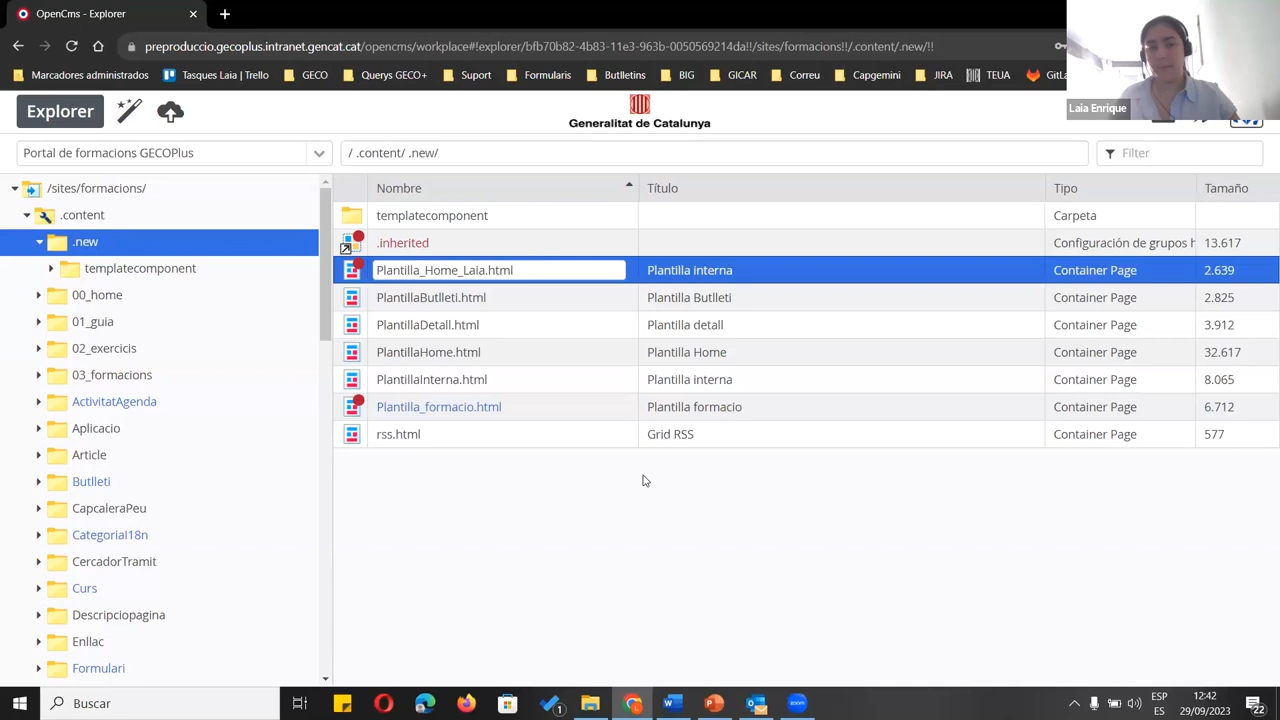 OpenCms - Explorer
preproduccio.gecoplus.intranet.gencat.cat/opencms/workplace#!explorer/bfb70b82-4b83-11e3-963b-0050569214da!!/sites/formacions!!/.content/.new/!!
Marcadores administrados
Tasques Laia | Trello
GECO
Querys GECO+
Suport
Formularis
Butlletins
BIG
GICAR
Correu
Capgemini
JIRA
TEUA
Laia Enrique
Explorer
Generalitat de Catalunya
Portal de formacions GECOPlus
/ .content/ .new/
Filter
Nombre Título Tipo Tamaño
templatecomponent Carpeta
.inherited Configuración de grupos 13.617
Plantilla_Home_Laia.html Plantilla interna Container Page 2.639
PlantillaButlleti.html Plantilla Butlleti Container Page 2.825
PlantillaDetall.html Plantilla detall Container Page 3.912
PlantillaHome.html Plantilla Home Container Page 32.617
PlantillaInterna.html Plantilla interna Container Page 8.065
Plantilla_formacio.html Plantilla formacio Container Page 6.712
rss.html Grid RSS Container Page 577
/sites/formacions/
.content
.new
templatecomponent
00_home
01_guia
02_exercicis
03_formacions
ActivitatAgenda
Aplicacio
Article
Butlleti
CapcaleraPeu
CategoriaI18n
CercadorTramit
Curs
Descripciopagina
Enllac
Formulari
Buscar
1
ESP
ES
12:42
29/09/2023
22